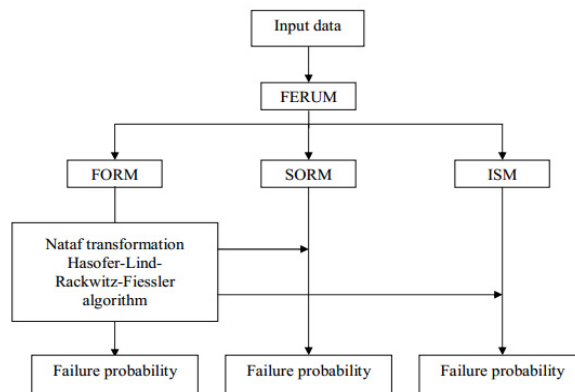 Input data
FERUM
FORM
SORM
ISM
Nataf transformation
Hasofer-Lind-
Rackwitz-Fiessler
algorithm
Failure probability
Failure probability
Failure probability